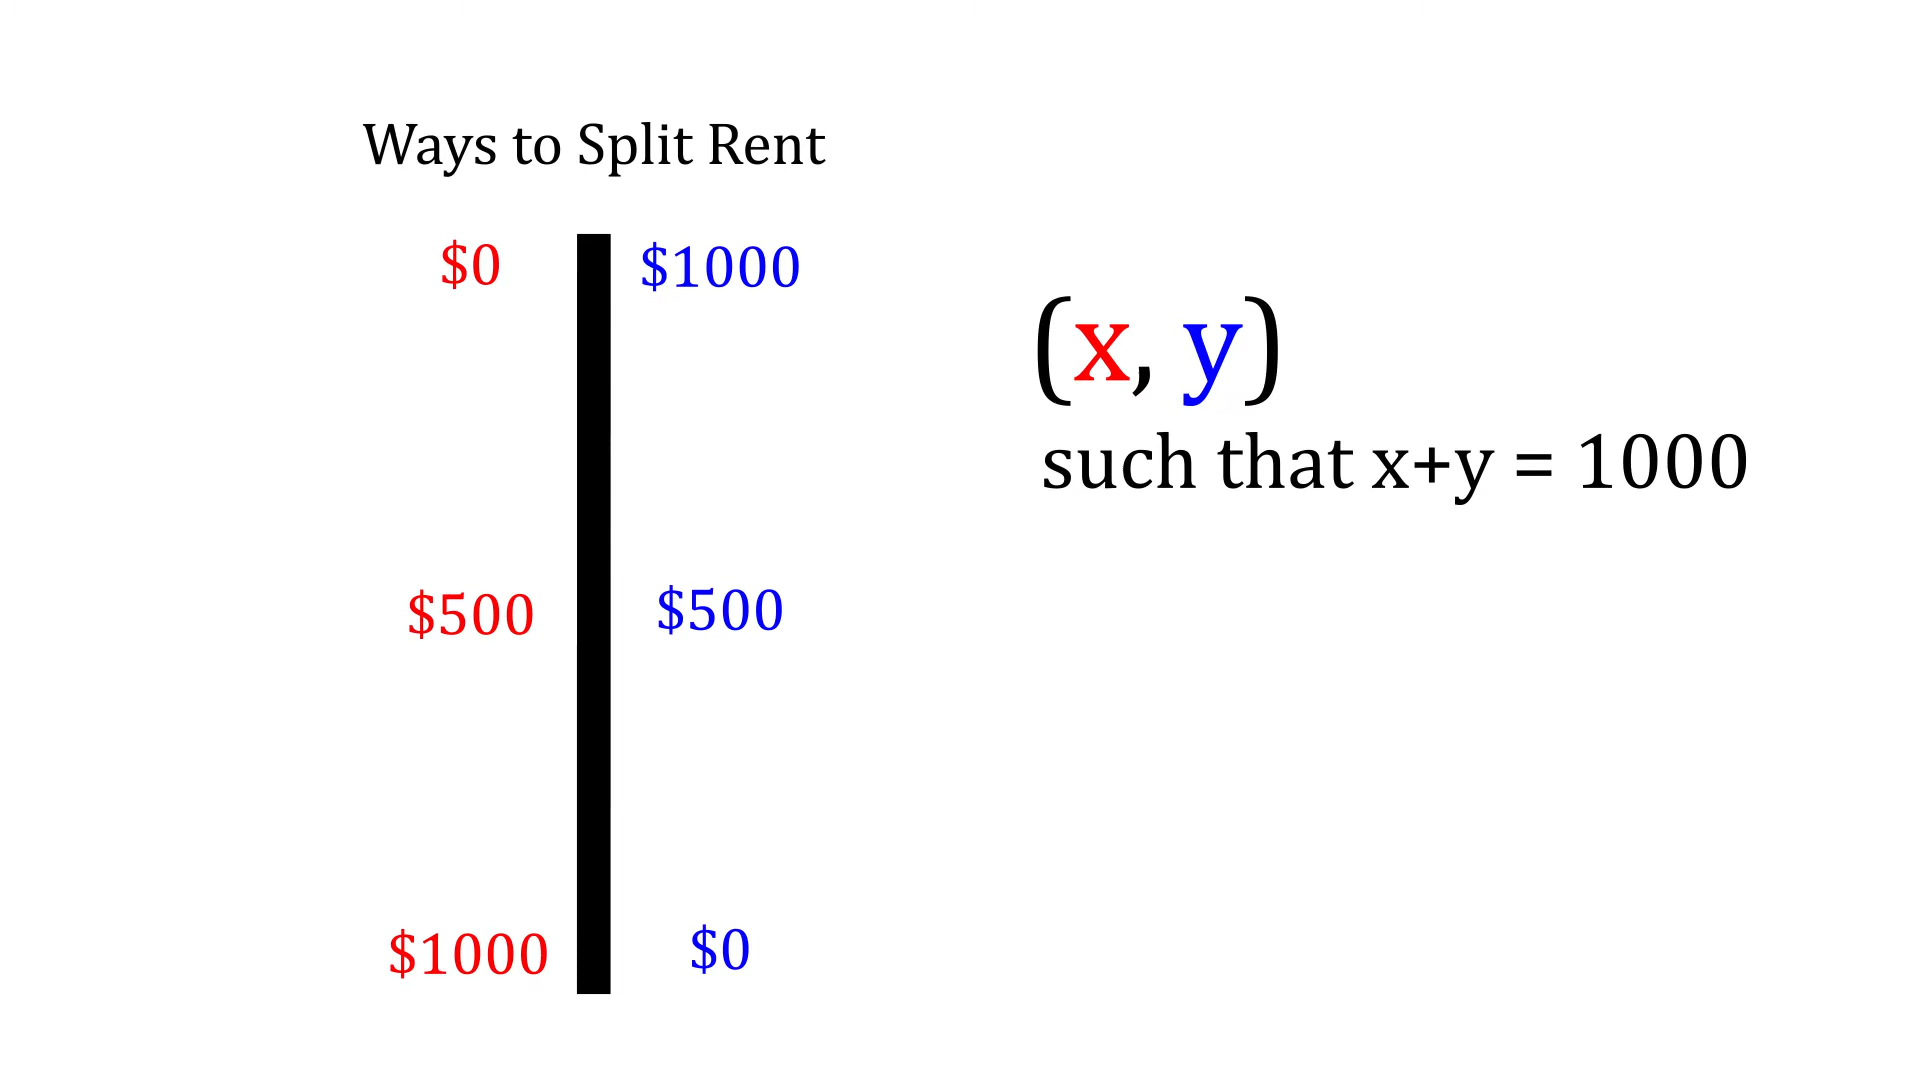 Ways to Split Rent
$0 $1000
(x, y)
such that x+y = 1000
$500 $500
$1000 $0